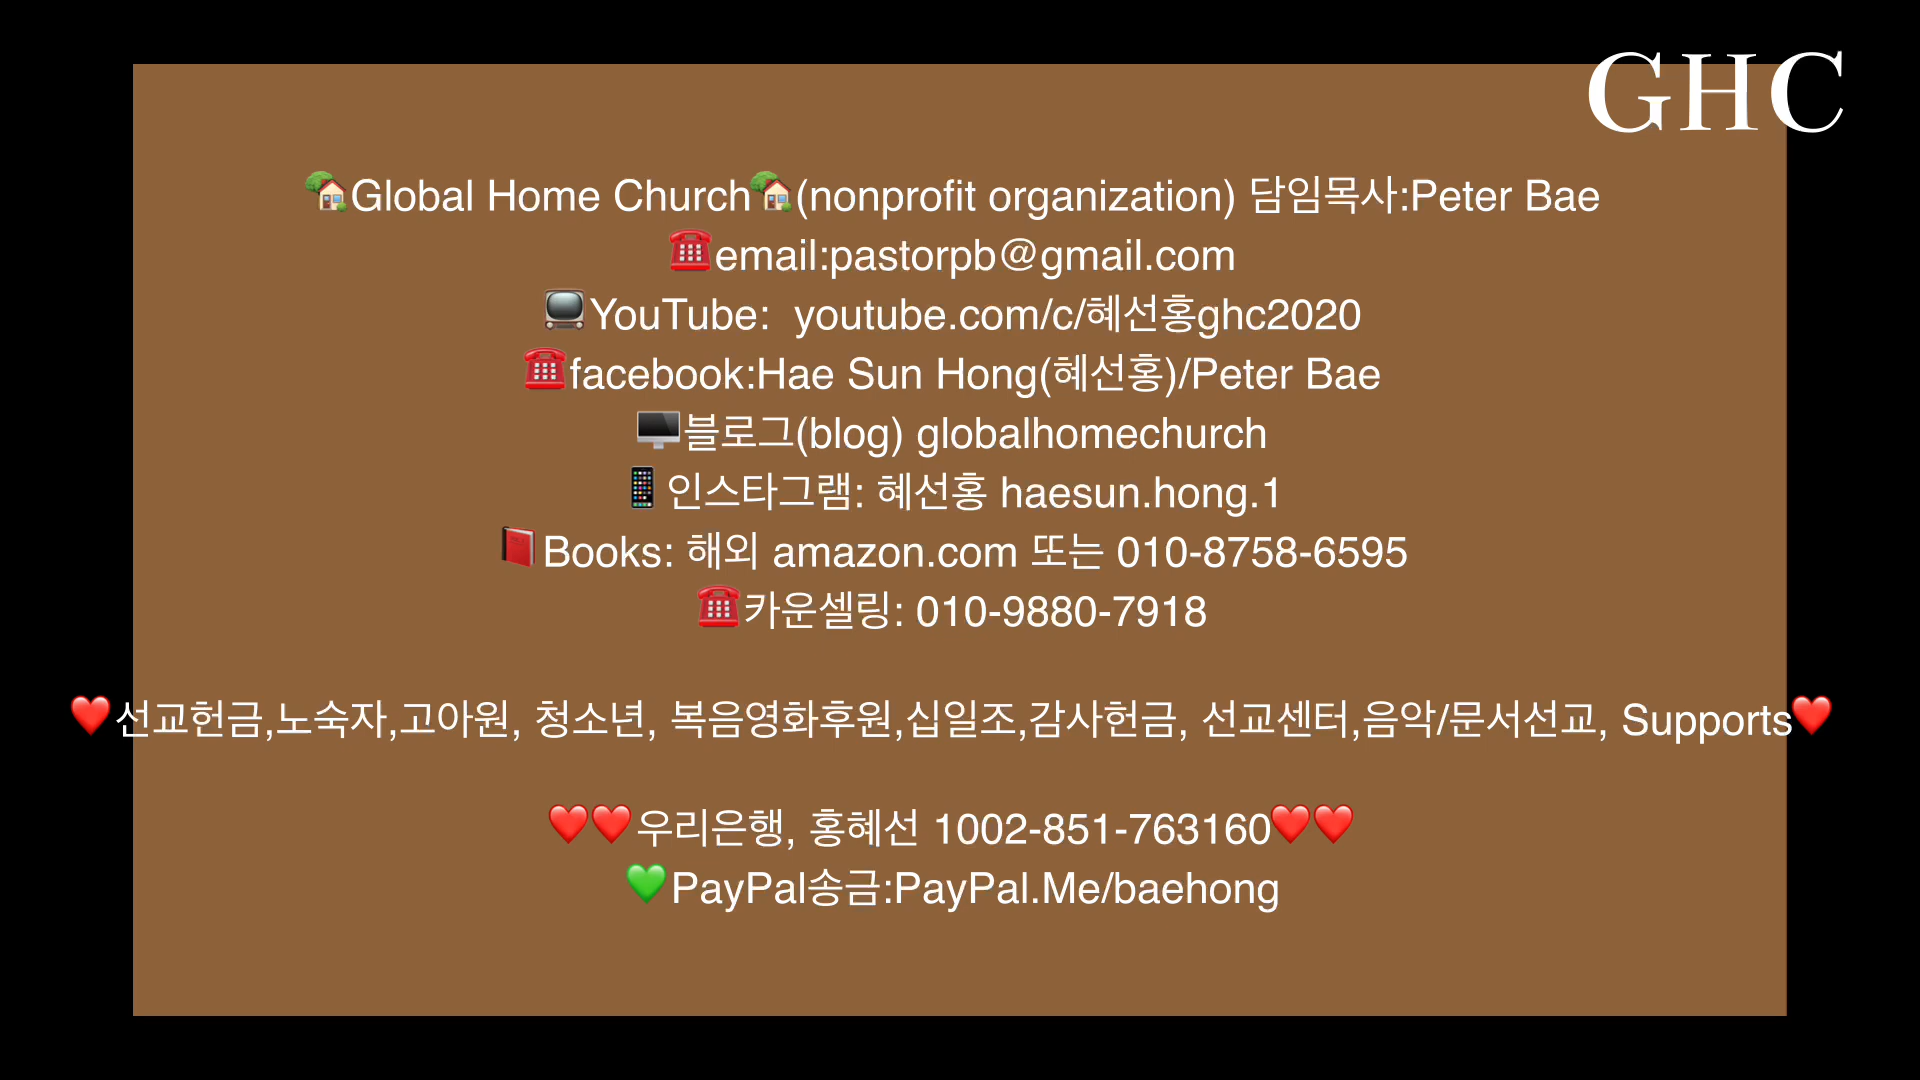 GHC
🏡Global Home Church🏡(nonprofit organization) 담임목사:Peter Bae
☎️email:pastorpb@gmail.com
📺YouTube:  youtube.com/c/혜선홍ghc2020
☎️facebook:Hae Sun Hong(혜선홍)/Peter Bae
🖥블로그(blog) globalhomechurch
📱인스타그램: 혜선홍 haesun.hong.1
📕Books: 해외 amazon.com 또는 010-8758-6595
☎️카운셀링: 010-9880-7918
❤️선교헌금,노숙자,고아원, 청소년, 복음영화후원,십일조,감사헌금, 선교센터,음악/문서선교, Supports❤️
❤️❤️우리은행, 홍혜선 1002-851-763160❤️❤️
💚PayPal송금:PayPal.Me/baehong